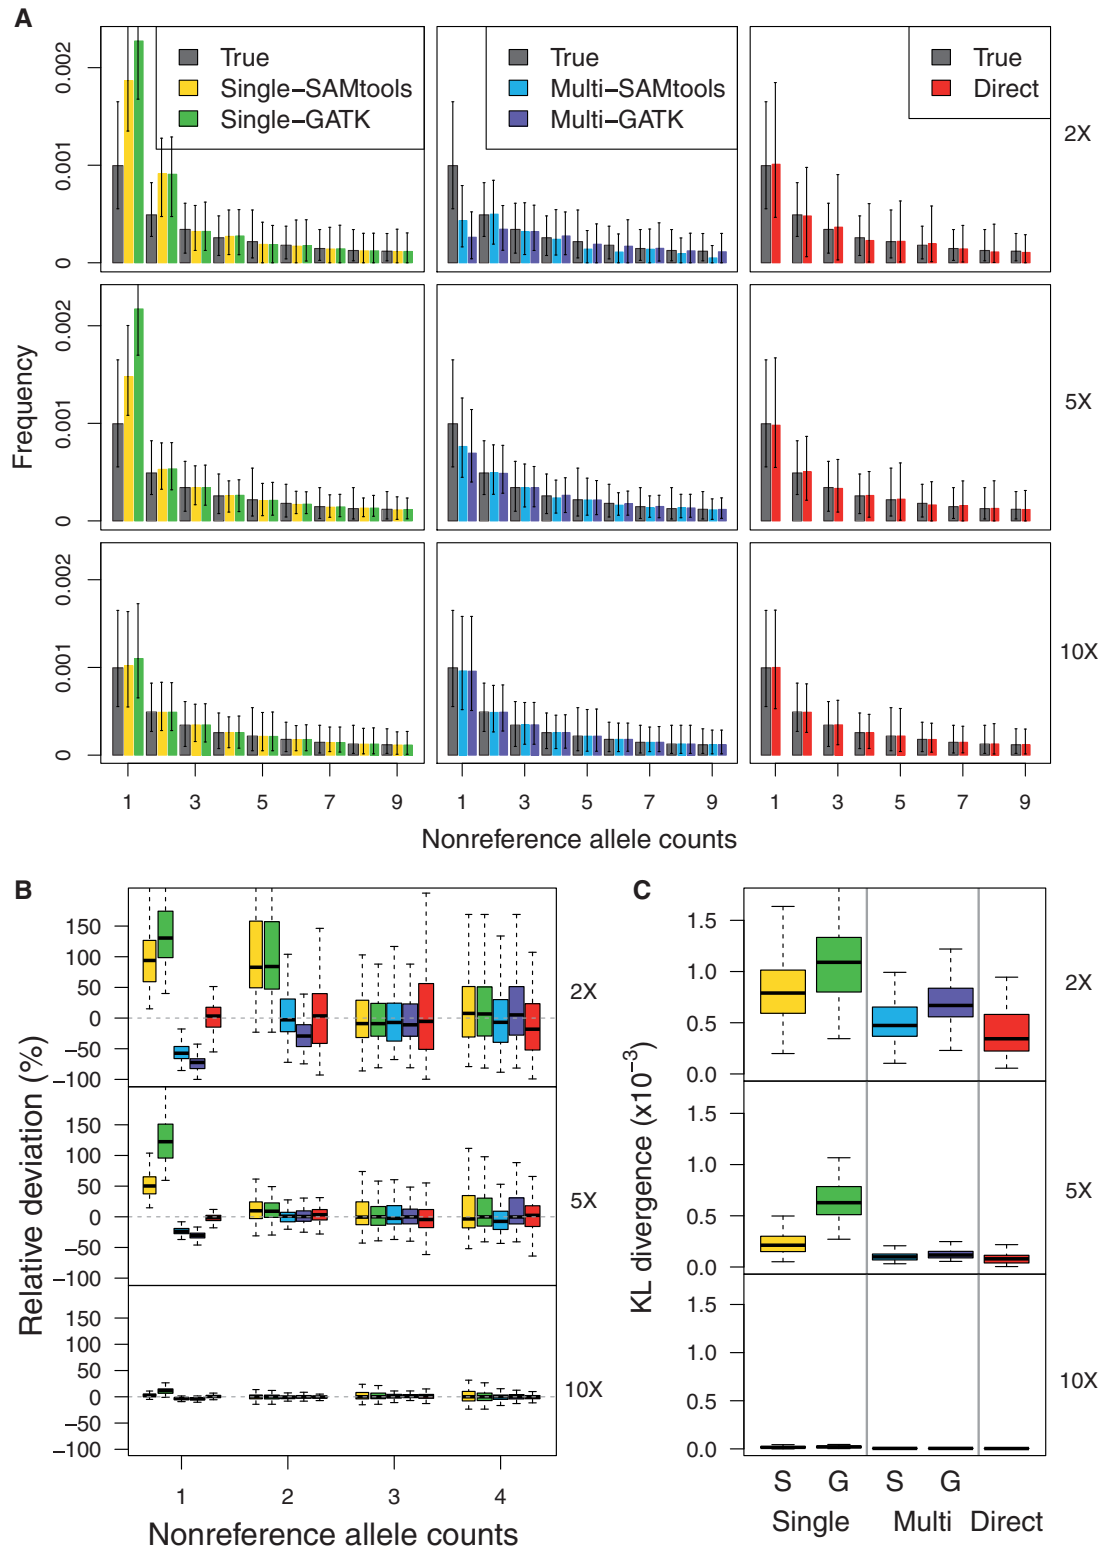 A
True
Single−SAMtools
Single−GATK
True
Multi−SAMtools
Multi−GATK
True
Direct
0.002
0.001
0
2X
0.002
0.001
0
5X
0.002
0.001
0
10X
Frequency
1 3 5 7 9
1 3 5 7 9
1 3 5 7 9
Nonreference allele counts
B
150
100
50
0
−50
−100
2X
150
100
50
0
−50
−100
5X
150
100
50
0
−50
−100
10X
Relative deviation (%)
1 2 3 4
Nonreference allele counts
C
1.5
1.0
0.5
0.0
2X
1.5
1.0
0.5
0.0
5X
1.5
1.0
0.5
0.0
10X
KL divergence (x10−3)
S G S G
Single Multi Direct